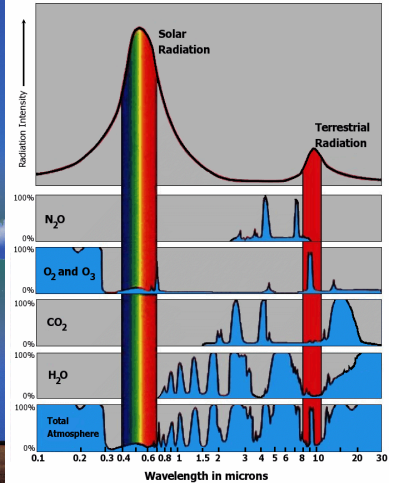 Solar
Radiation
Radiation Intensity
Terrestrial
Radiation
100%
N2O
0%
100%
O2 and O3
0%
100%
CO2
0%
100%
H2O
0%
100%
Total
Atmosphere
0%
0.1 0.2 0.3 0.4 0.6 0.8 1 1.5 2 3 4 5 6 8 10 20 30
Wavelength in microns